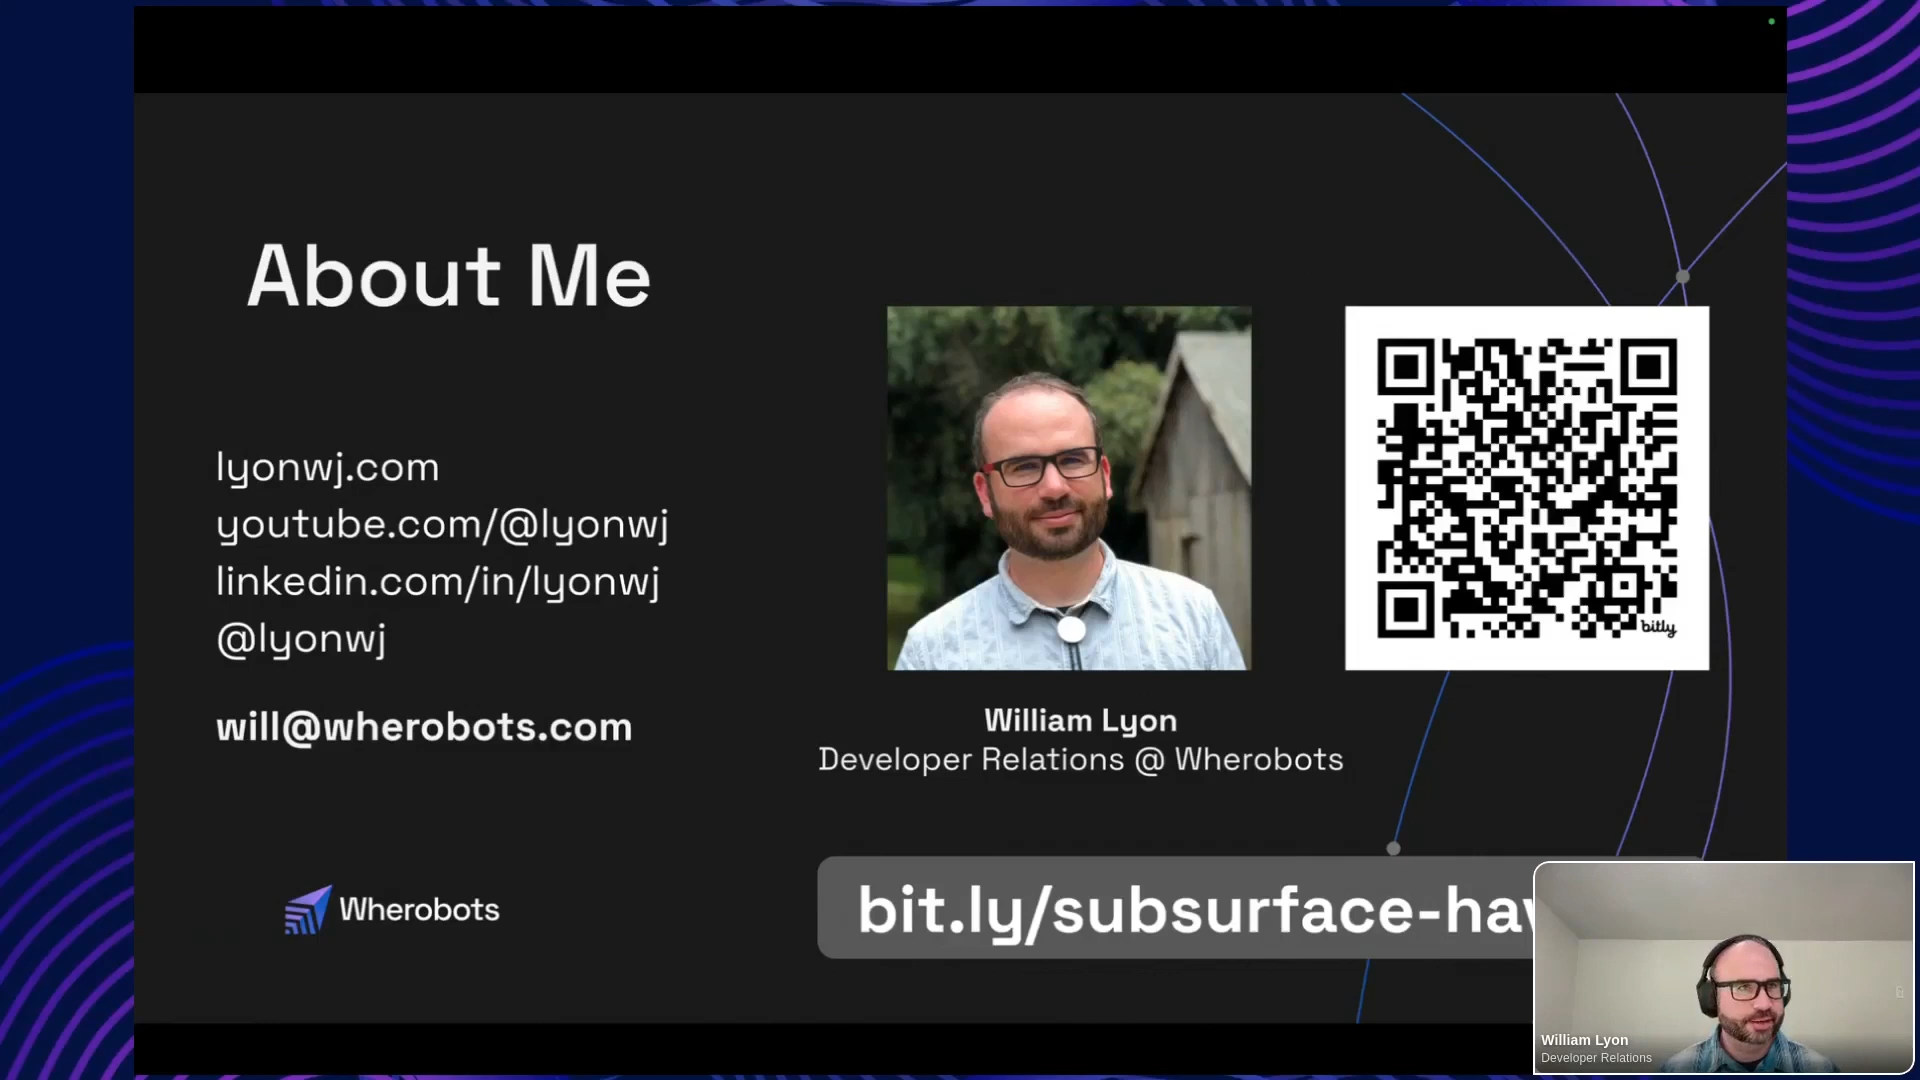 About Me
lyonwj.com
youtube.com/@lyonwj
linkedin.com/in/lyonwj
@lyonwj
will@wherobots.com
bitly
William Lyon
Developer Relations @ Wherobots
Wherobots
bit.ly/subsurface-ha
William Lyon
Developer Relations